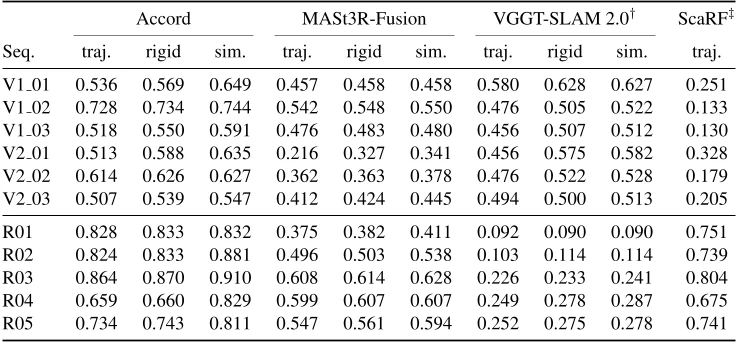 Accord MASt3R-Fusion VGGT-SLAM 2.0† ScaRF‡
Seq. traj. rigid sim. traj. rigid sim. traj. rigid sim. traj.
V1_01 0.536 0.569 0.649 0.457 0.458 0.458 0.580 0.628 0.627 0.251
V1_02 0.728 0.734 0.744 0.542 0.548 0.550 0.476 0.505 0.522 0.133
V1_03 0.518 0.550 0.591 0.476 0.483 0.480 0.456 0.507 0.512 0.130
V2_01 0.513 0.588 0.635 0.216 0.327 0.341 0.456 0.575 0.582 0.328
V2_02 0.614 0.626 0.627 0.362 0.363 0.378 0.476 0.522 0.528 0.179
V2_03 0.507 0.539 0.547 0.412 0.424 0.445 0.494 0.500 0.513 0.205
R01 0.828 0.833 0.832 0.375 0.382 0.411 0.092 0.090 0.090 0.751
R02 0.824 0.833 0.881 0.496 0.503 0.538 0.103 0.114 0.114 0.739
R03 0.864 0.870 0.910 0.608 0.614 0.628 0.226 0.233 0.241 0.804
R04 0.659 0.660 0.829 0.599 0.607 0.607 0.249 0.278 0.287 0.675
R05 0.734 0.743 0.811 0.547 0.561 0.594 0.252 0.275 0.278 0.741